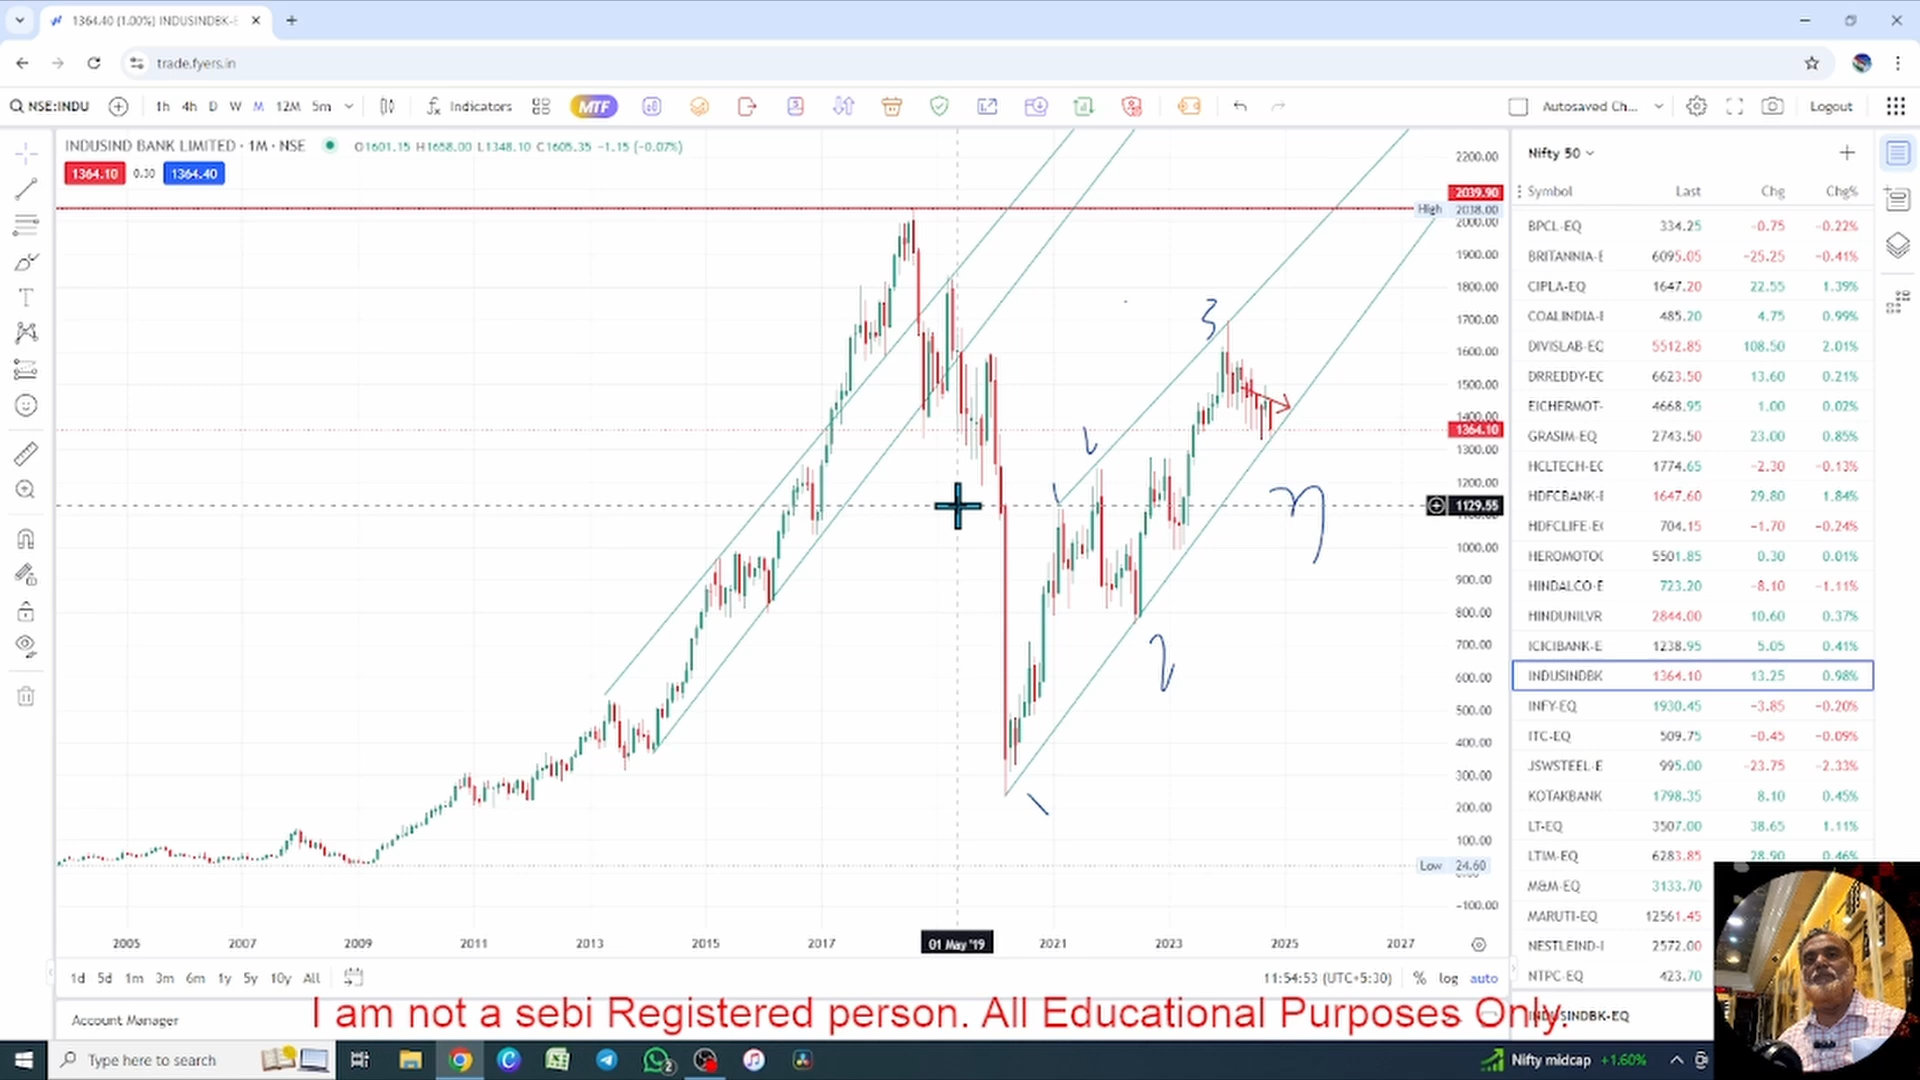 1364.40 (1.00%) INDUSINDBK-E
trade.fyers.in
NSE:INDU 1h 4h D W M 12M 5m Indicators MTF Autosaved Ch... Logout
INDUSIND BANK LIMITED · 1M · NSE O1601.15 H1658.00 L1348.10 C1605.35 −1.15 (−0.07%)
1364.10 0.30 1364.40
2200.00
2039.90
High 2038.00
2000.00
1900.00
1800.00
1700.00
1600.00
1500.00
1400.00
1364.10
1300.00
1200.00
1129.55
1000.00
900.00
800.00
700.00
600.00
500.00
400.00
300.00
200.00
100.00
Low 24.60
−100.00
3
2
2005 2007 2009 2011 2013 2015 2017 01 May '19 2021 2023 2025 2027
1d 5d 1m 3m 6m 1y 5y 10y All 11:54:53 (UTC+5:30) % log auto
Nifty 50
Symbol Last Chg Chg%
BPCL-EQ 334.25 −0.75 −0.22%
BRITANNIA-E 6095.05 −25.25 −0.41%
CIPLA-EQ 1647.20 22.55 1.39%
COALINDIA-E 485.20 4.75 0.99%
DIVISLAB-EQ 5512.85 108.50 2.01%
DRREDDY-EQ 6623.50 13.60 0.21%
EICHERMOT- 4668.95 1.00 0.02%
GRASIM-EQ 2743.50 23.00 0.85%
HCLTECH-EQ 1774.65 −2.30 −0.13%
HDFCBANK-E 1647.60 29.80 1.84%
HDFCLIFE-EQ 704.15 −1.70 −0.24%
HEROMOTOC 5501.85 0.30 0.01%
HINDALCO-E 723.20 −8.10 −1.11%
HINDUNILVR 2844.00 10.60 0.37%
ICICIBANK-E 1238.95 5.05 0.41%
INDUSINDBK 1364.10 13.25 0.98%
INFY-EQ 1930.45 −3.85 −0.20%
ITC-EQ 509.75 −0.45 −0.09%
JSWSTEEL-E 995.00 −23.75 −2.33%
KOTAKBANK 1798.35 8.10 0.45%
LT-EQ 3507.00 38.65 1.11%
LTIM-EQ 6283.85 28.90 0.46%
M&M-EQ 3133.70
MARUTI-EQ 12561.45
NESTLEIND-I 2572.00
NTPC-EQ 423.70
INDUSINDBK-EQ
Account Manager
I am not a sebi Registered person. All Educational Purposes Only.
Type here to search 2 Nifty midcap +1.60%